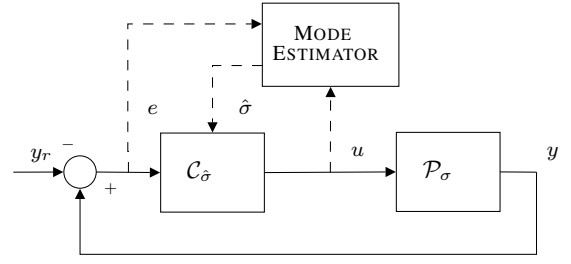 MODE
ESTIMATOR
e
σ̂
y_r
−
+
𝒞_σ̂
u
𝒫_σ
y